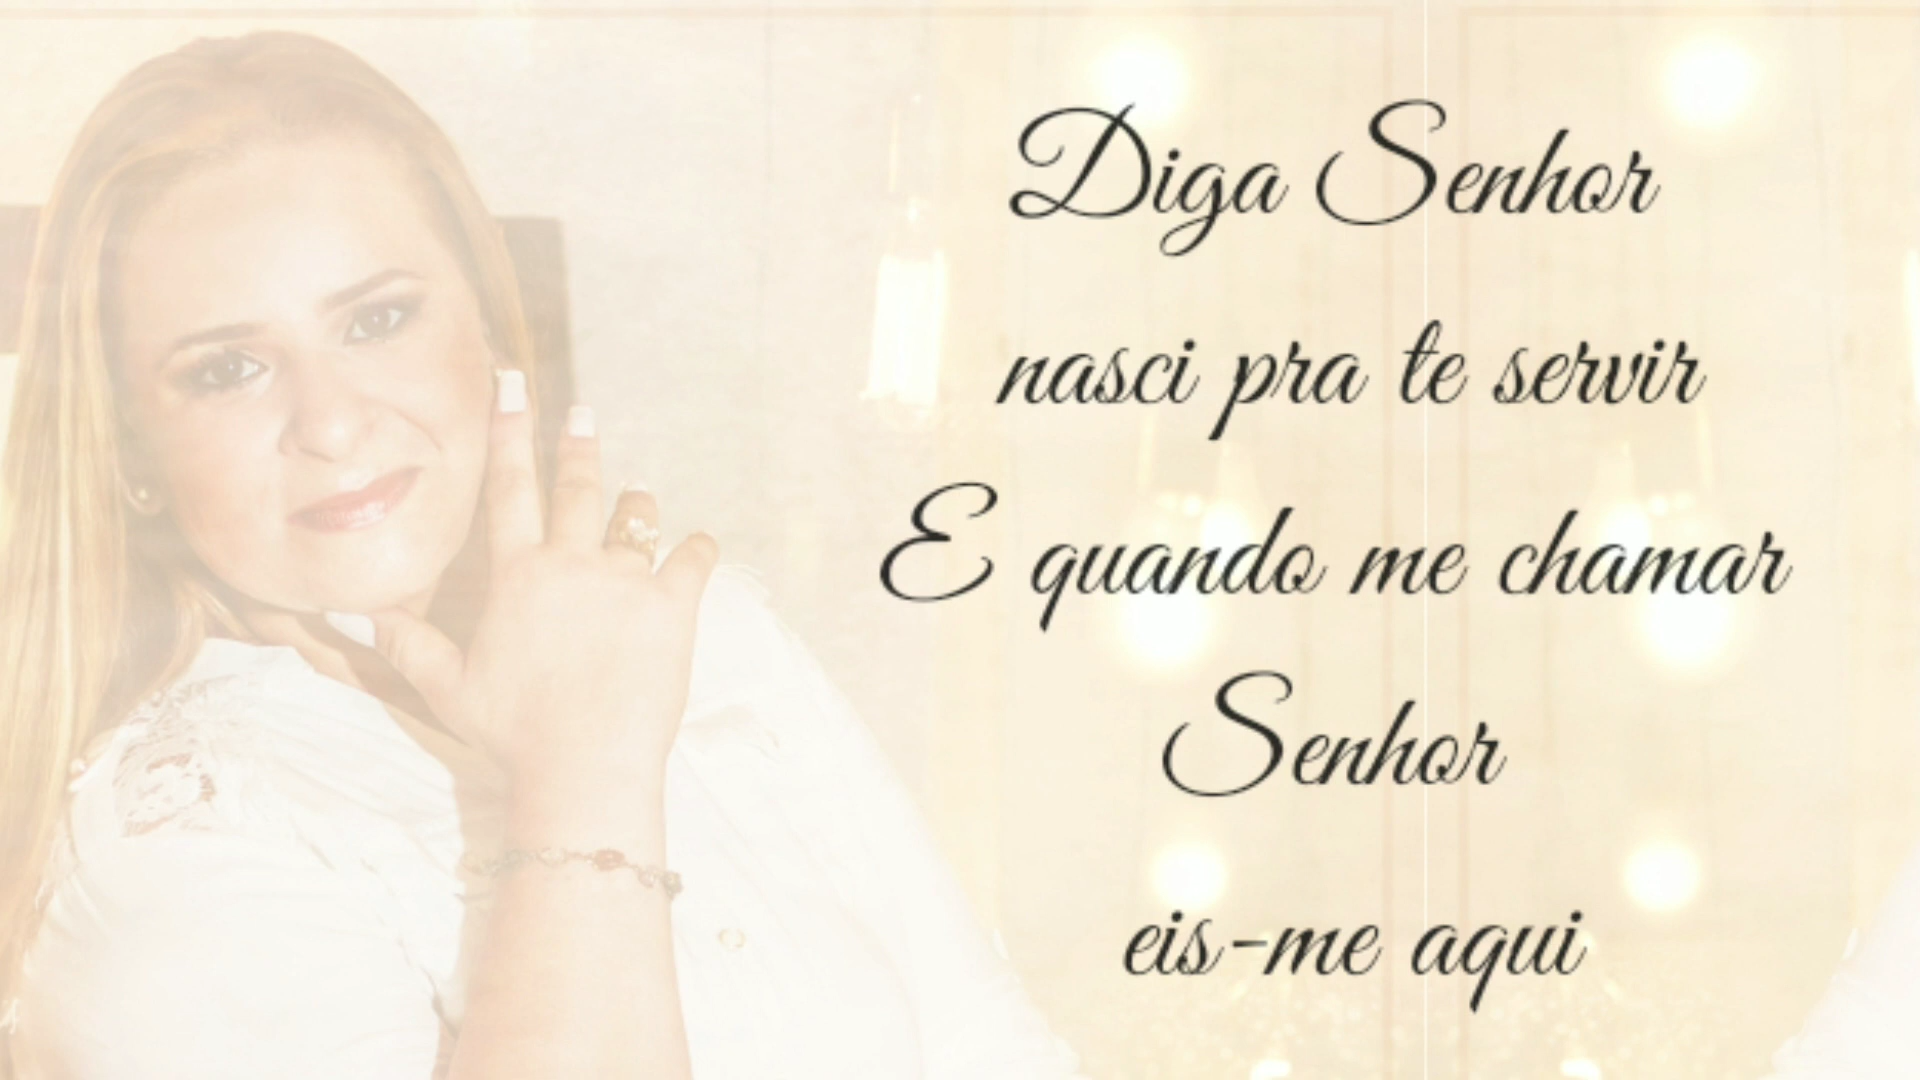 Diga Senhor
nasci pra te servir
E quando me chamar
Senhor
eis-me aqui